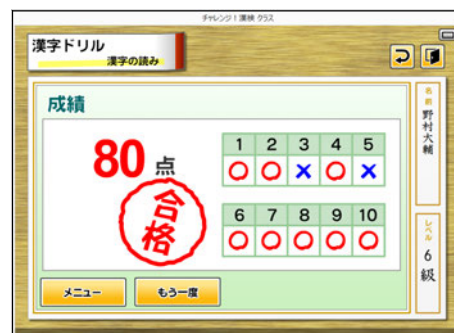 チャレンジ！漢検 クラス
漢字ドリル
漢字の読み
成績
80点
合格
1 2 3 4 5
○ ○ × ○ ×
6 7 8 9 10
○ ○ ○ ○ ○
メニュー
もう一度
名前
野村大輔
レベル
6級